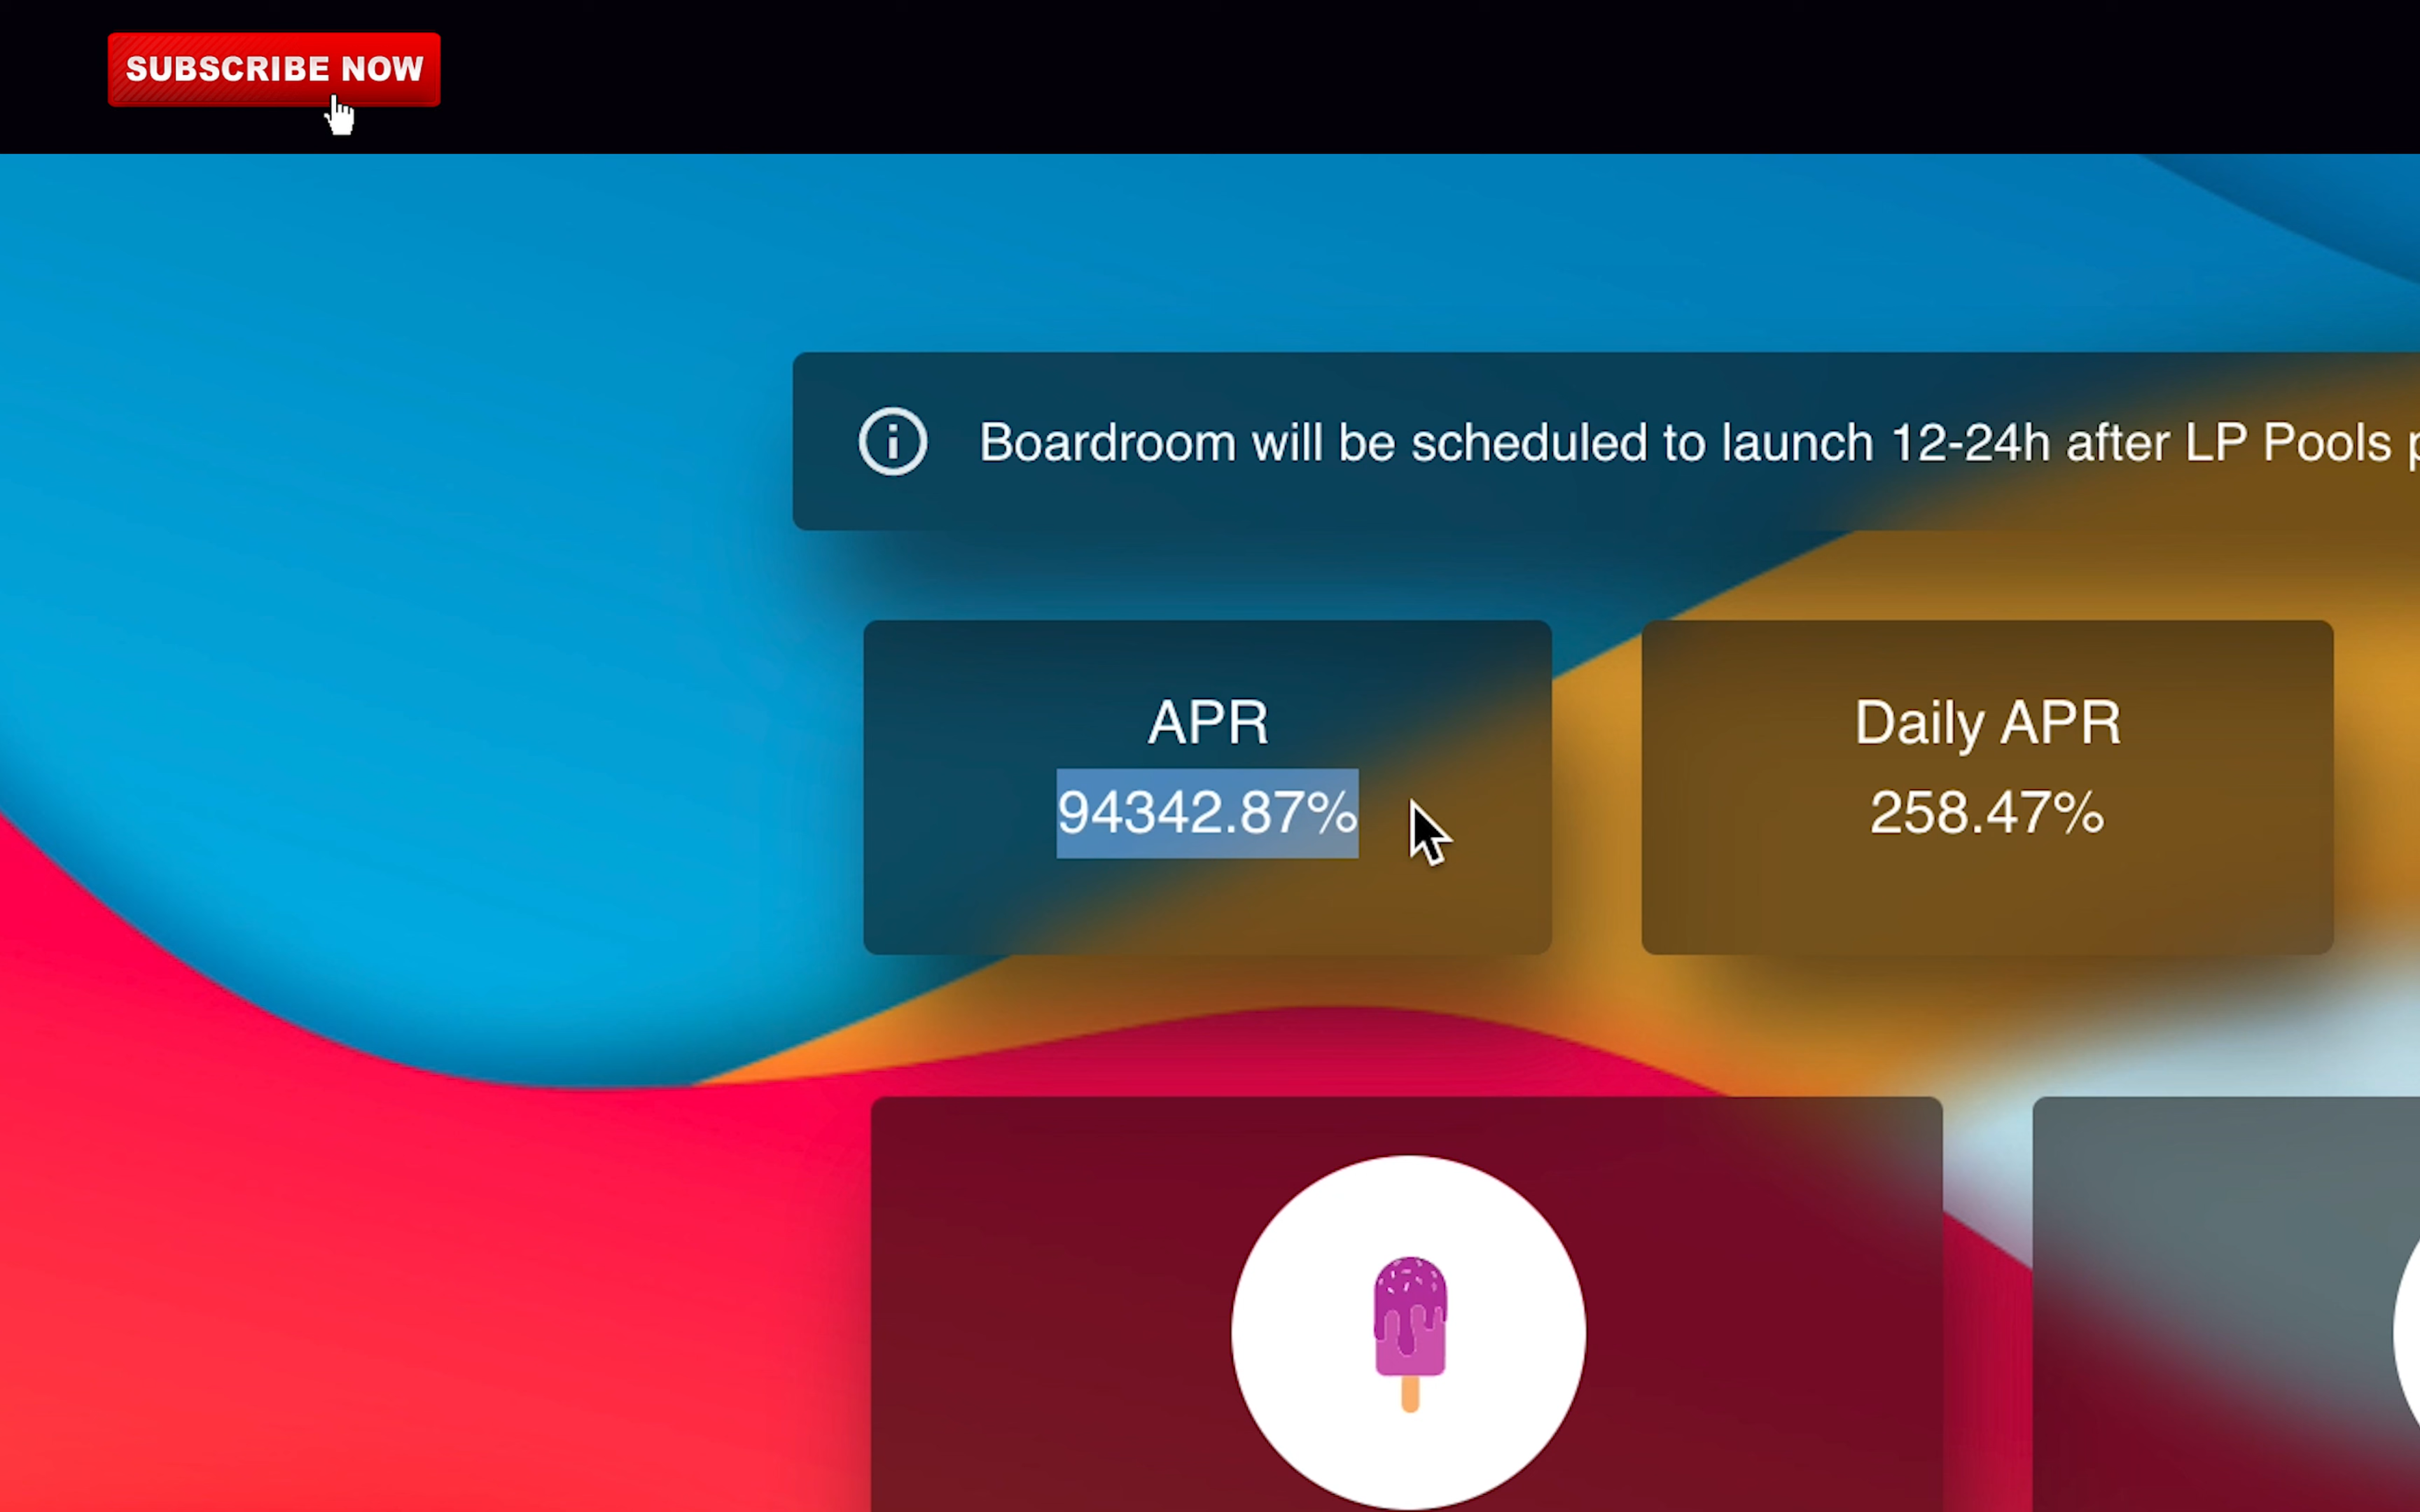 SUBSCRIBE NOW
Boardroom will be scheduled to launch 12-24h after LP Pools
APR
94342.87%
Daily APR
258.47%